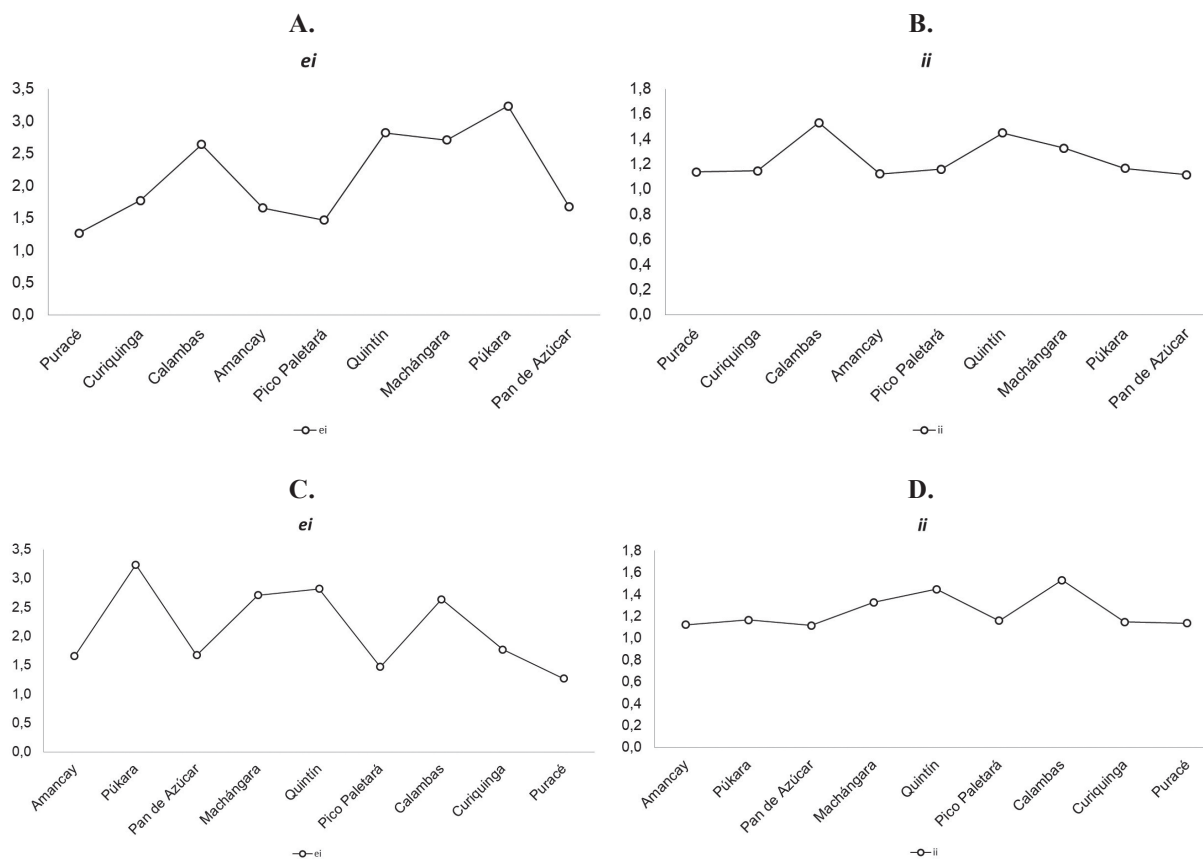 A.
ei
3,5
3,0
2,5
2,0
1,5
1,0
0,5
0,0
Puracé
Curiquinga
Calambas
Amancay
Pico Paletará
Quintín
Machángara
Púkara
Pan de Azúcar
ei
B.
ii
1,8
1,6
1,4
1,2
1,0
0,8
0,6
0,4
0,2
0,0
Puracé
Curiquinga
Calambas
Amancay
Pico Paletará
Quintín
Machángara
Púkara
Pan de Azúcar
ii
C.
ei
3,5
3,0
2,5
2,0
1,5
1,0
0,5
0,0
Amancay
Púkara
Pan de Azúcar
Machángara
Quintín
Pico Paletará
Calambas
Curiquinga
Puracé
ei
D.
ii
1,8
1,6
1,4
1,2
1,0
0,8
0,6
0,4
0,2
0,0
Amancay
Púkara
Pan de Azúcar
Machángara
Quintín
Pico Paletará
Calambas
Curiquinga
Puracé
ii